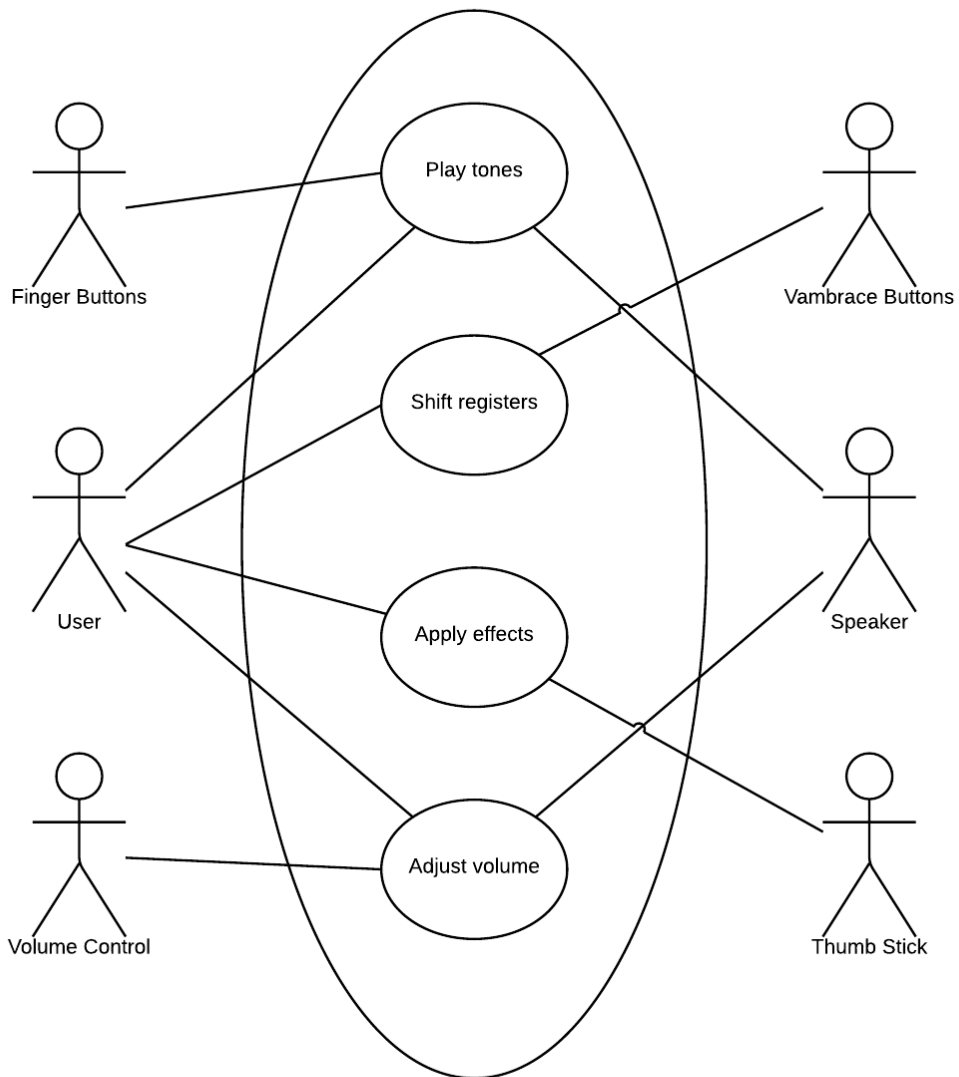 Play tones
Finger Buttons
Vambrace Buttons
Shift registers
User
Speaker
Apply effects
Adjust volume
Volume Control
Thumb Stick